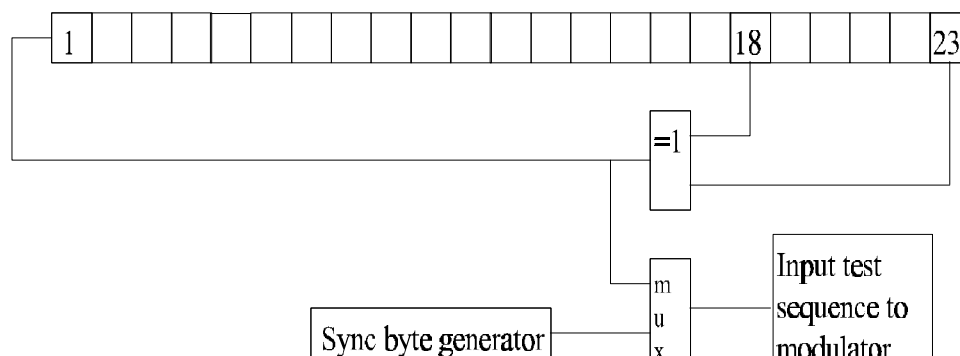 1
18
23
=1
m
u
x
Sync byte generator
Input test
sequence to
modulator